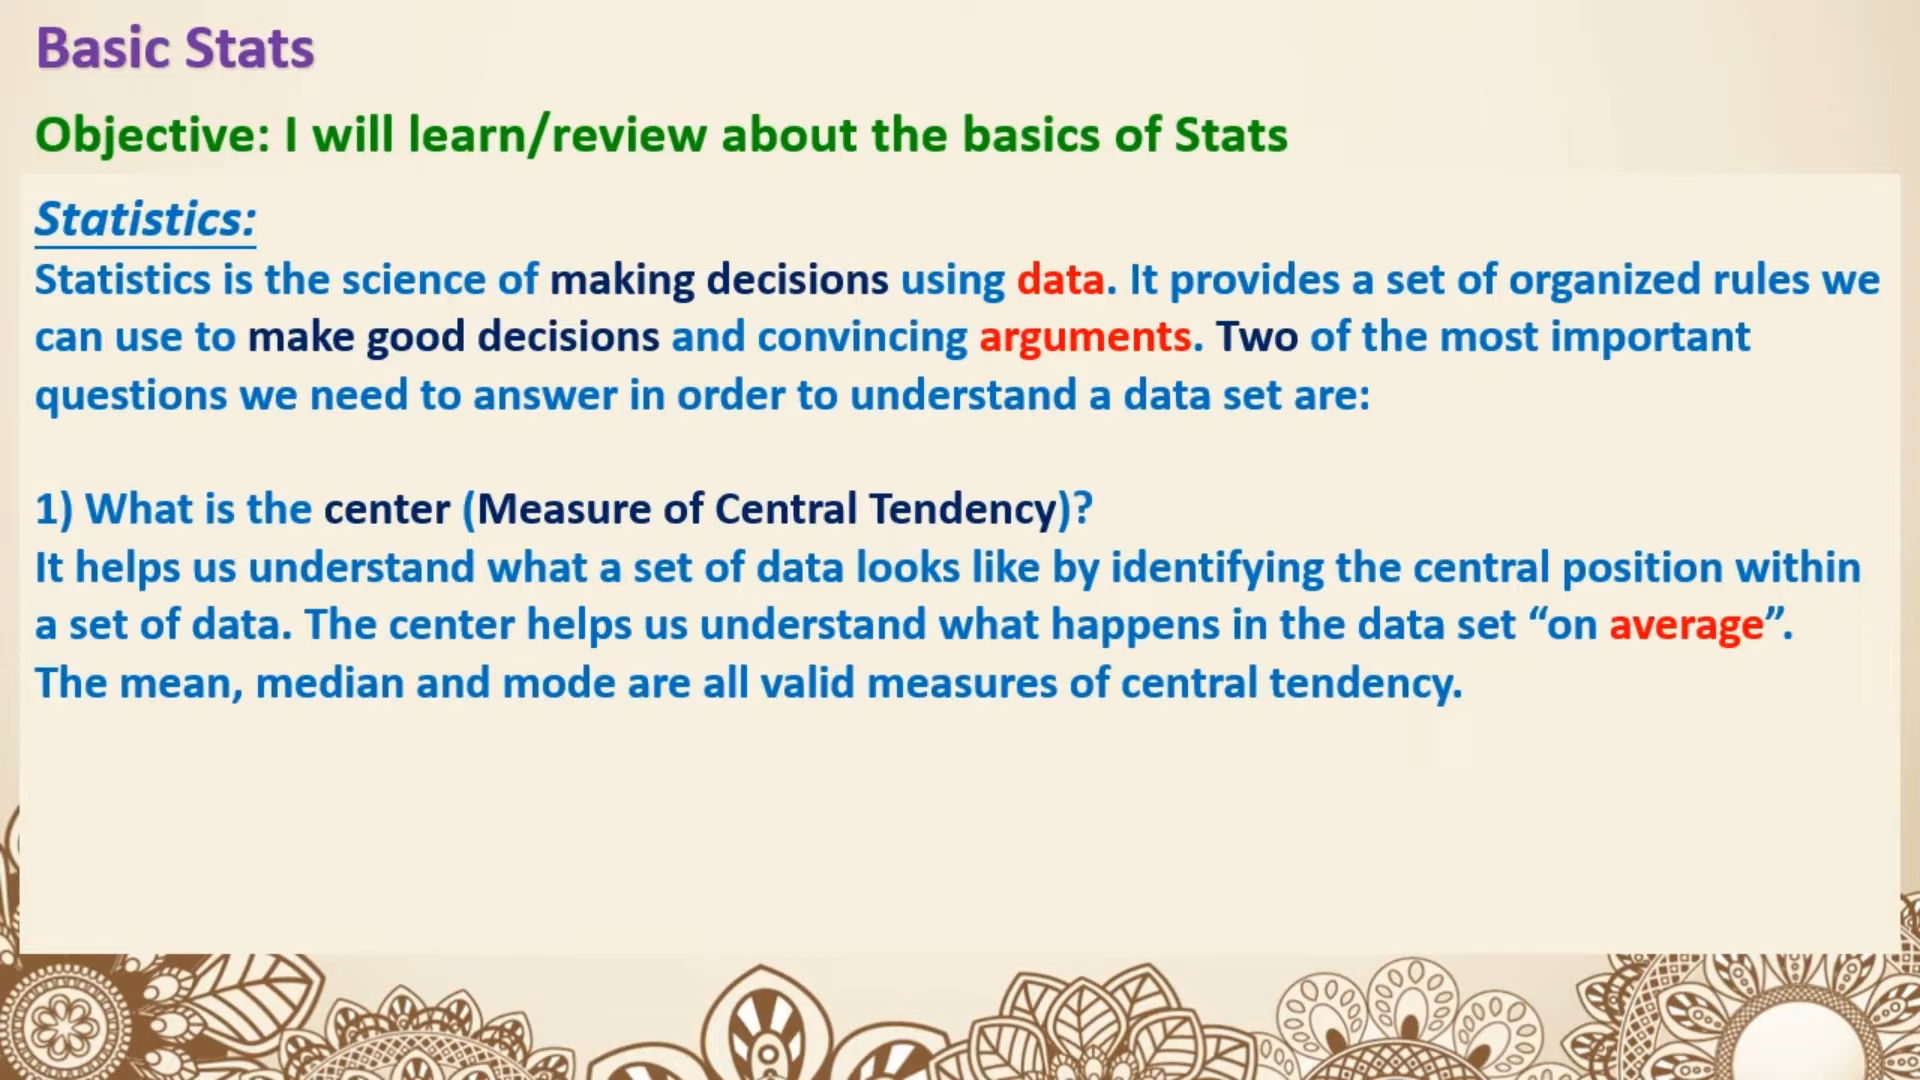 Basic Stats
Objective: I will learn/review about the basics of Stats
Statistics:
Statistics is the science of making decisions using data. It provides a set of organized rules we
can use to make good decisions and convincing arguments. Two of the most important
questions we need to answer in order to understand a data set are:
1) What is the center (Measure of Central Tendency)?
It helps us understand what a set of data looks like by identifying the central position within
a set of data. The center helps us understand what happens in the data set “on average”.
The mean, median and mode are all valid measures of central tendency.